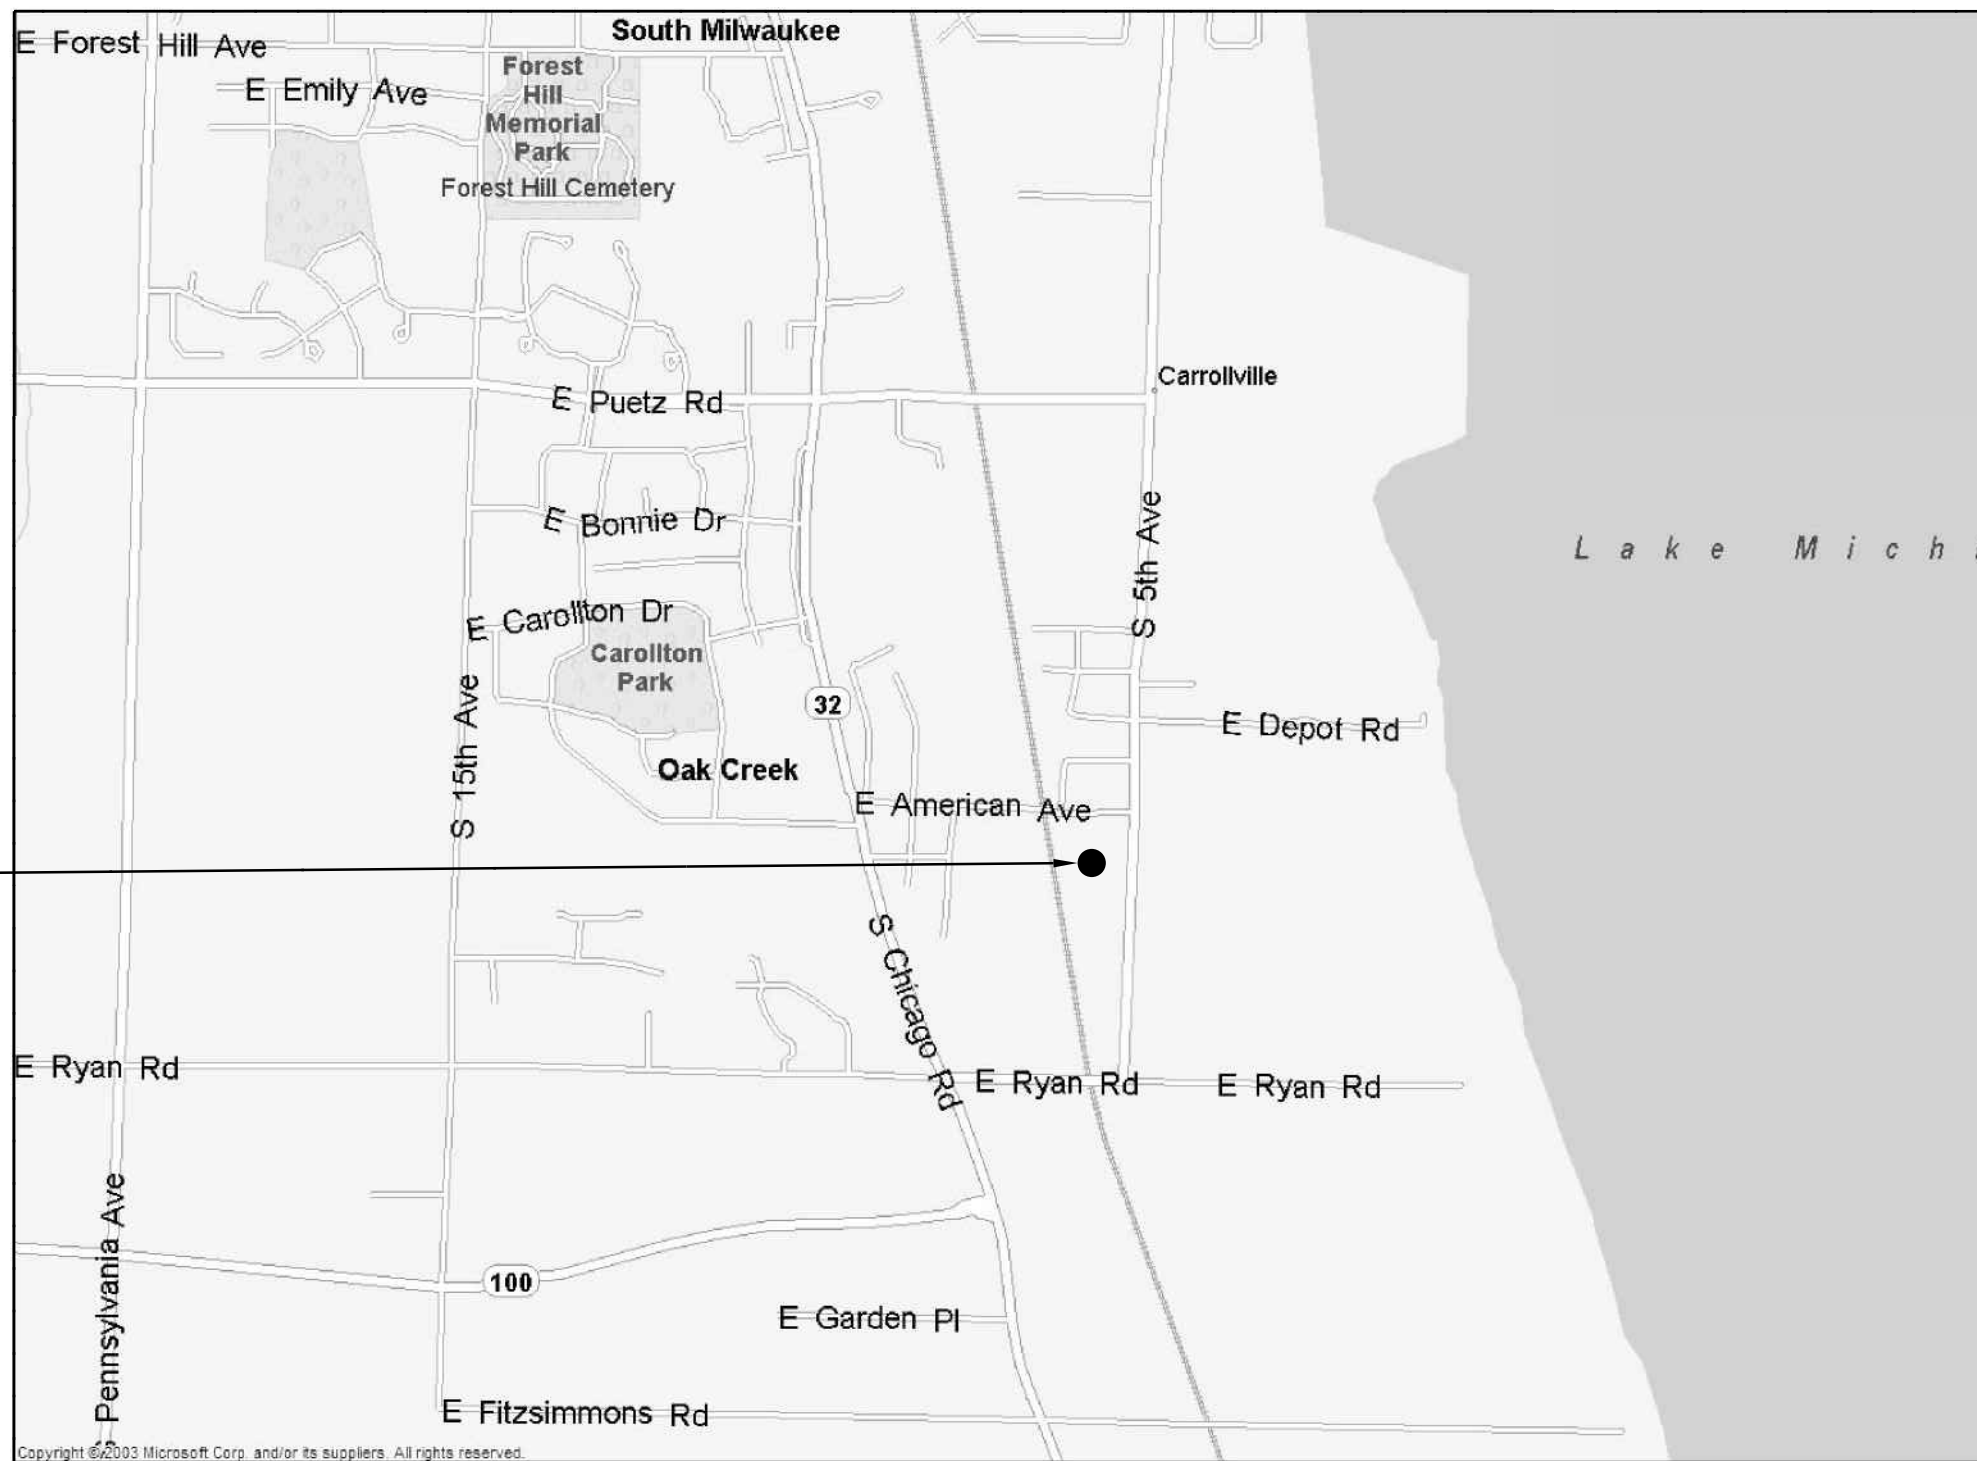 South Milwaukee
E Forest Hill Ave
Forest
Hill
Memorial
Park
E Emily Ave
Forest Hill Cemetery
Carrollville
E Puetz Rd
E Bonnie Dr
S 5th Ave
Lake Mich
E Carollton Dr
Carollton
Park
S 15th Ave
32
E Depot Rd
Oak Creek
E American Ave
S Chicago Rd
E Ryan Rd
E Ryan Rd
E Ryan Rd
S Pennsylvania Ave
100
E Garden Pl
E Fitzsimmons Rd
Copyright © 2003 Microsoft Corp. and/or its suppliers. All rights reserved.